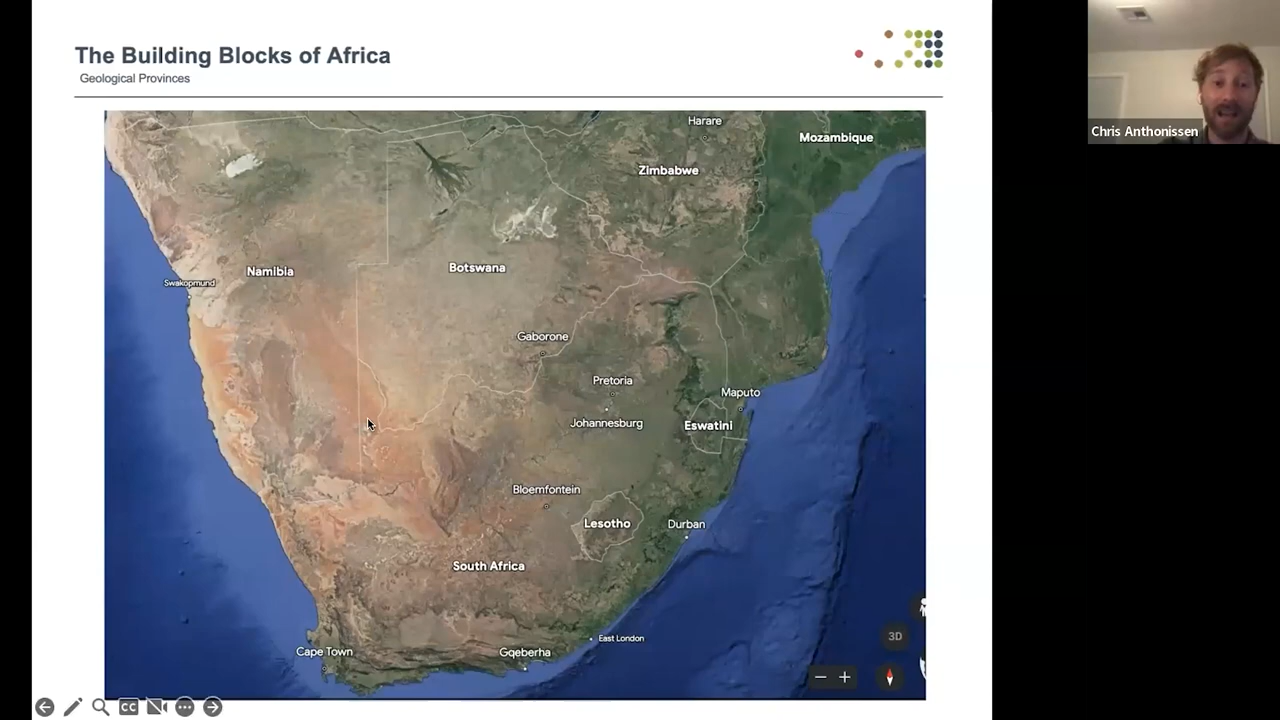 The Building Blocks of Africa
Geological Provinces
Chris Anthonissen
Harare
Mozambique
Zimbabwe
Namibia
Botswana
Swakopmund
Gaborone
Pretoria
Maputo
Johannesburg
Eswatini
Bloemfontein
Lesotho
Durban
South Africa
3D
East London
Cape Town
Gqeberha
CC